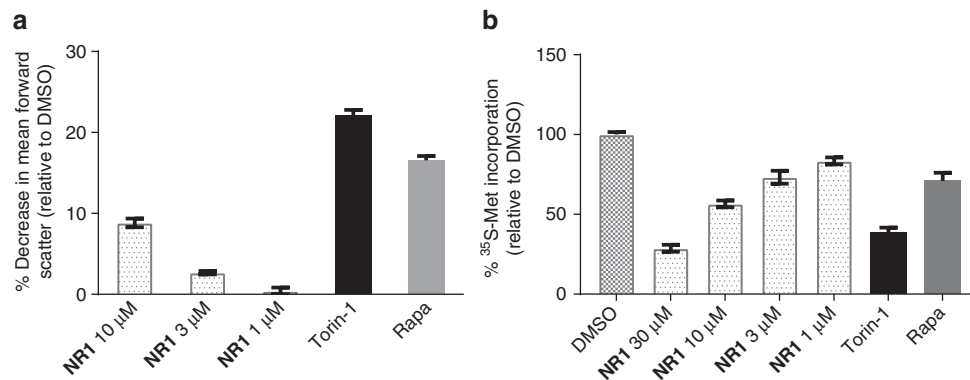 a
% Decrease in mean forward
scatter (relative to DMSO)
30
20
10
0
NR1 10 μM
NR1 3 μM
NR1 1 μM
Torin-1
Rapa
b
% ³⁵S-Met incorporation
(relative to DMSO)
150
100
50
0
DMSO
NR1 30 μM
NR1 10 μM
NR1 3 μM
NR1 1 μM
Torin-1
Rapa